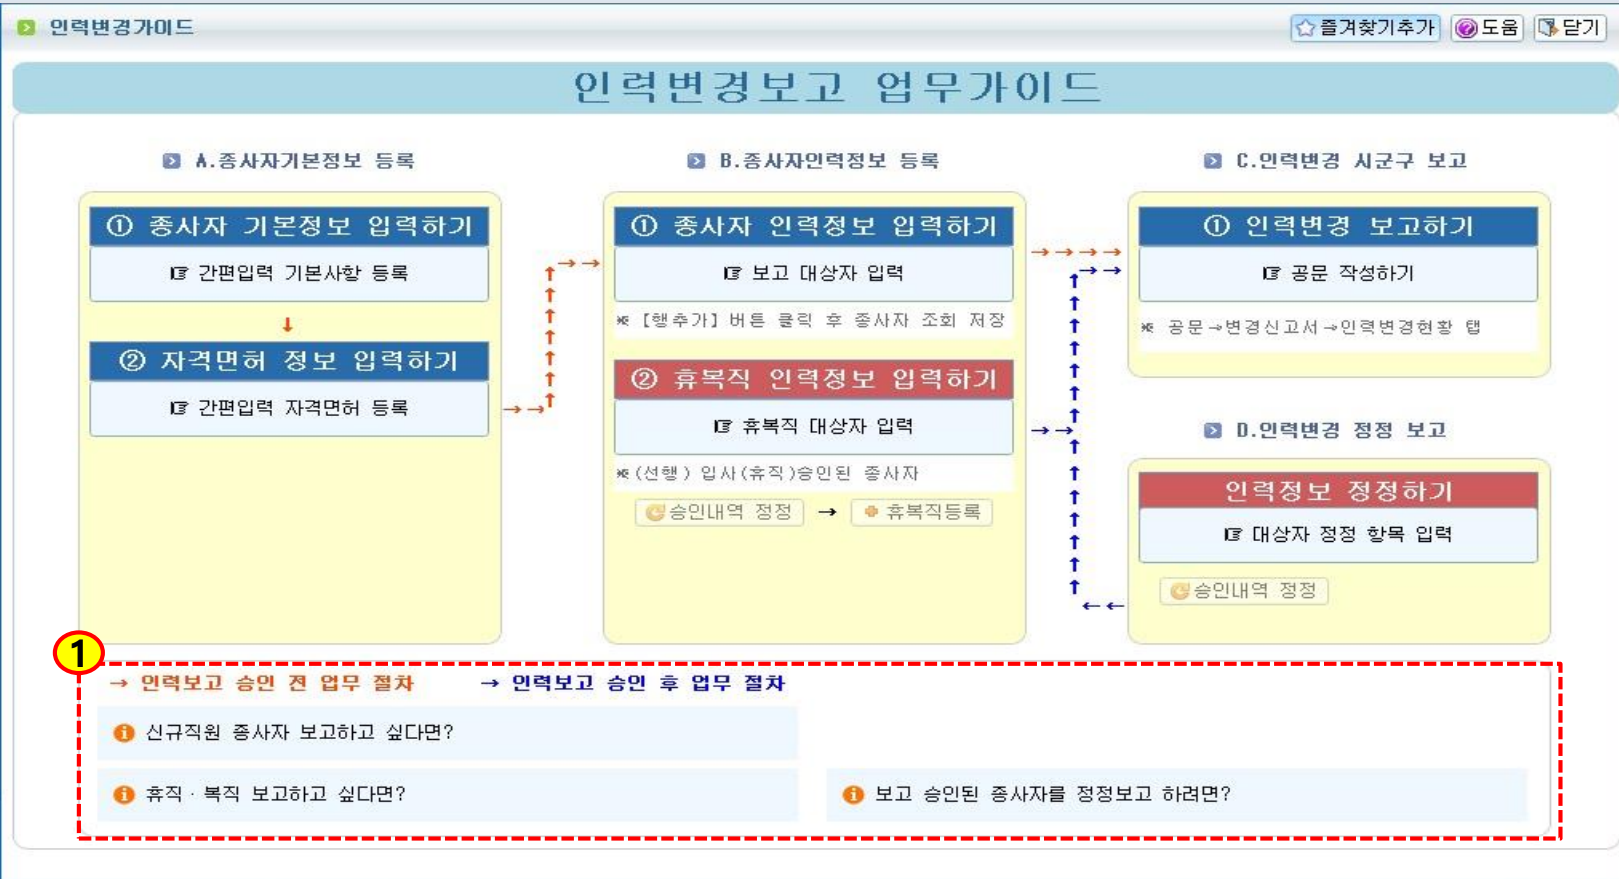 인력변경가이드
즐겨찾기추가 도움 닫기
인력변경보고 업무가이드
A.종사자기본정보 등록
① 종사자 기본정보 입력하기
☞ 간편입력 기본사항 등록
↓
② 자격면허 정보 입력하기
☞ 간편입력 자격면허 등록
B.종사자인력정보 등록
① 종사자 인력정보 입력하기
☞ 보고 대상자 입력
※ [행추가] 버튼 클릭 후 종사자 조회 저장
② 휴복직 인력정보 입력하기
☞ 휴복직 대상자 입력
※(선행) 입사(휴직)승인된 종사자
승인내역 정정 → 휴복직등록
C.인력변경 시군구 보고
① 인력변경 보고하기
☞ 공문 작성하기
※ 공문→변경신고서→인력변경현황 탭
D.인력변경 정정 보고
인력정보 정정하기
☞ 대상자 정정 항목 입력
승인내역 정정
1
→ 인력보고 승인 전 업무 절차 → 인력보고 승인 후 업무 절차
신규직원 종사자 보고하고 싶다면?
휴직·복직 보고하고 싶다면?
보고 승인된 종사자를 정정보고 하려면?